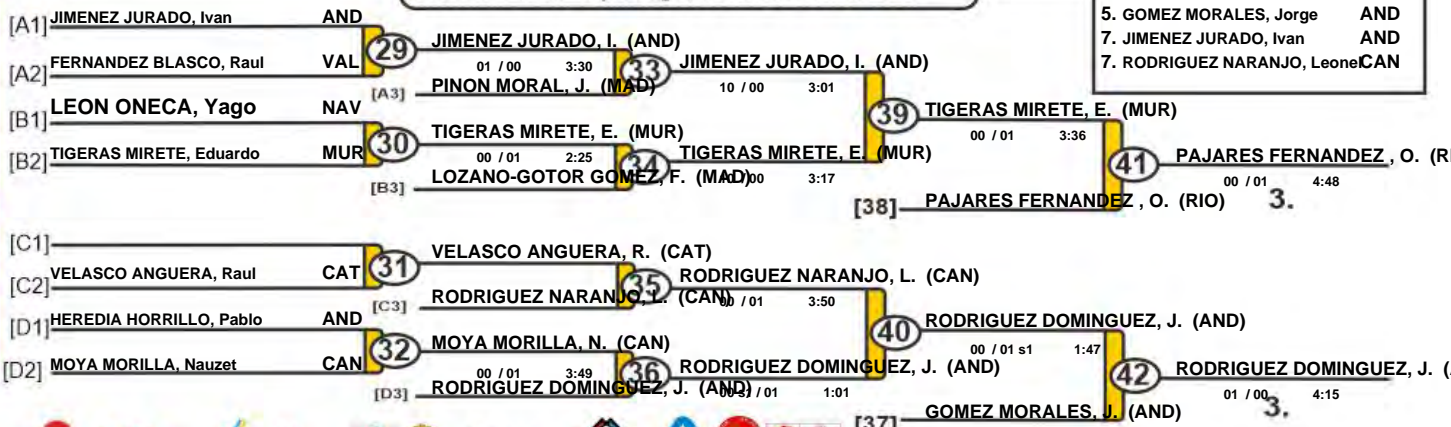 5. GOMEZ MORALES, Jorge AND
7. JIMENEZ JURADO, Ivan AND
7. RODRIGUEZ NARANJO, Leonel CAN
[A1] JIMENEZ JURADO, Ivan AND
[A2] FERNANDEZ BLASCO, Raul VAL
29
JIMENEZ JURADO, I. (AND)
01 / 00 3:30
[A3] PINON MORAL, J. (MAD)
33
JIMENEZ JURADO, I. (AND)
10 / 00 3:01
[B1] LEON ONECA, Yago NAV
[B2] TIGERAS MIRETE, Eduardo MUR
30
TIGERAS MIRETE, E. (MUR)
00 / 01 2:25
[B3] LOZANO-GOTOR GOMEZ, F. (MAD)
34
TIGERAS MIRETE, E. (MUR)
/ 00 3:17
39
TIGERAS MIRETE, E. (MUR)
00 / 01 3:36
[38] PAJARES FERNANDEZ , O. (RIO)
41
PAJARES FERNANDEZ , O.
00 / 01 4:48
3.
[C1]
[C2] VELASCO ANGUERA, Raul CAT
31
VELASCO ANGUERA, R. (CAT)
[C3] RODRIGUEZ NARANJO, L. (CAN)
35
RODRIGUEZ NARANJO, L. (CAN)
00 / 01 3:50
[D1] HEREDIA HORRILLO, Pablo AND
[D2] MOYA MORILLA, Nauzet CAN
32
MOYA MORILLA, N. (CAN)
00 / 01 3:49
[D3] RODRIGUEZ DOMINGUEZ, J. (AND)
36
RODRIGUEZ DOMINGUEZ, J. (AND)
00 s1 / 01 1:01
40
RODRIGUEZ DOMINGUEZ, J. (AND)
00 / 01 s1 1:47
[37] GOMEZ MORALES, J. (AND)
42
RODRIGUEZ DOMINGUEZ, J.
01 / 00 4:15
3.